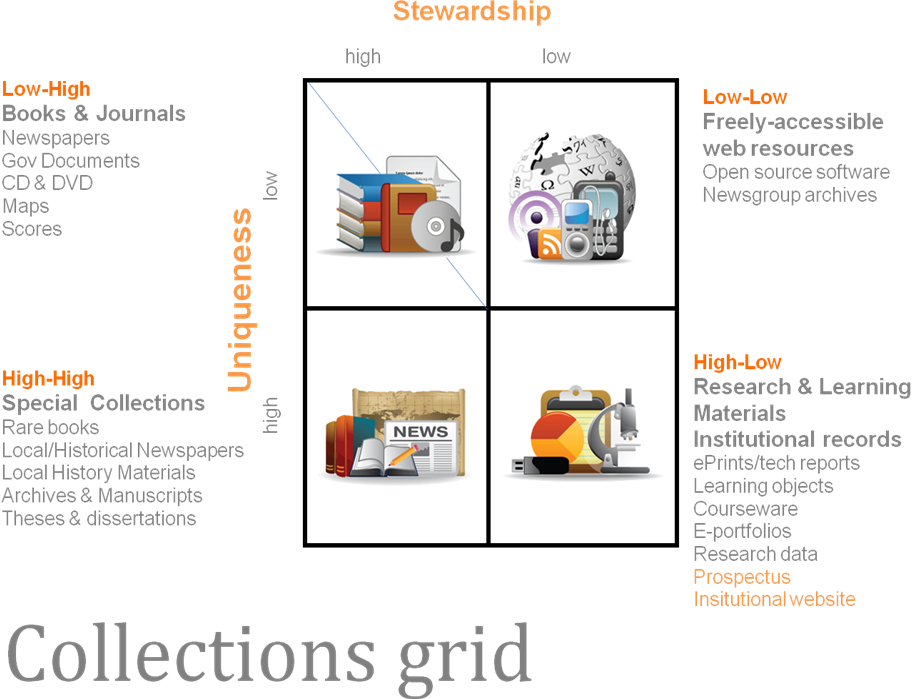 Stewardship
high
low
Low-High
Books & Journals
Newspapers
Gov Documents
CD & DVD
Maps
Scores
Uniqueness
low
high
Low-Low
Freely-accessible
web resources
Open source software
Newsgroup archives
High-High
Special Collections
Rare books
Local/Historical Newspapers
Local History Materials
Archives & Manuscripts
Theses & dissertations
NEWS
High-Low
Research & Learning
Materials
Institutional records
ePrints/tech reports
Learning objects
Courseware
E-portfolios
Research data
Prospectus
Insitutional website
Collections grid